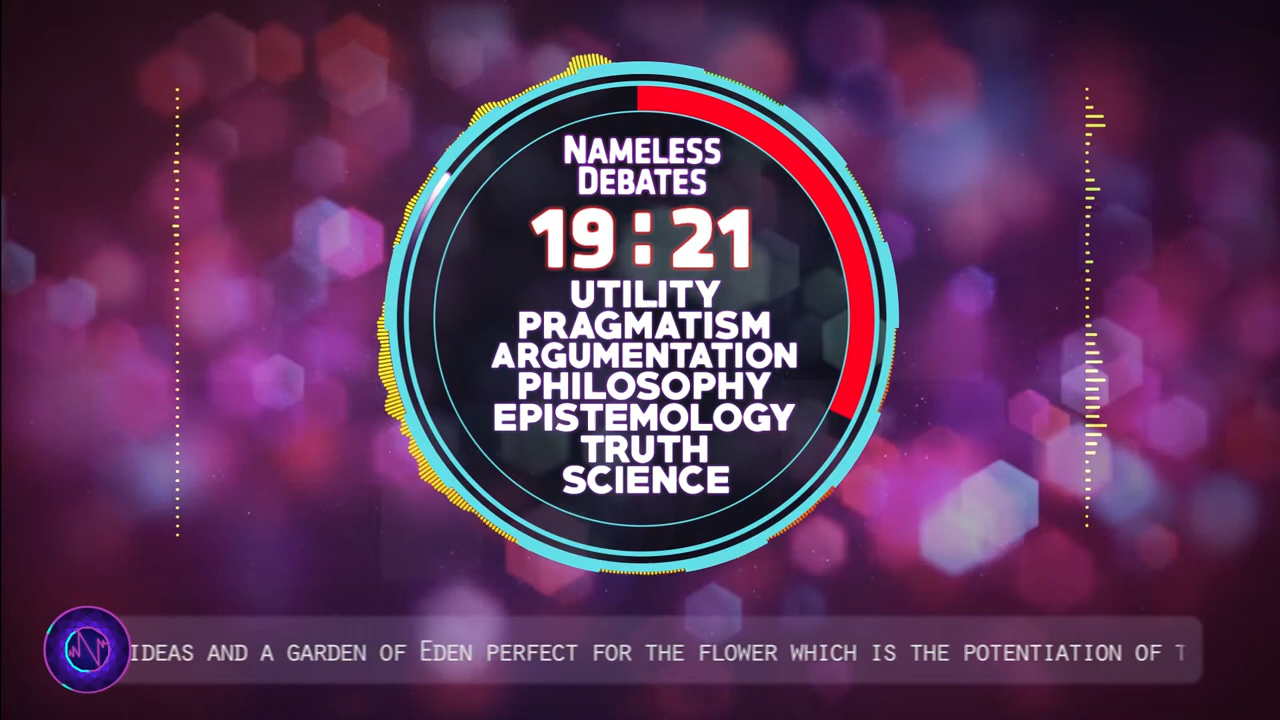 NAMELESS
DEBATES
19:21
UTILITY
PRAGMATISM
ARGUMENTATION
PHILOSOPHY
EPISTEMOLOGY
TRUTH
SCIENCE
IDEAS AND A GARDEN OF EDEN PERFECT FOR THE FLOWER WHICH IS THE POTENTIATION OF